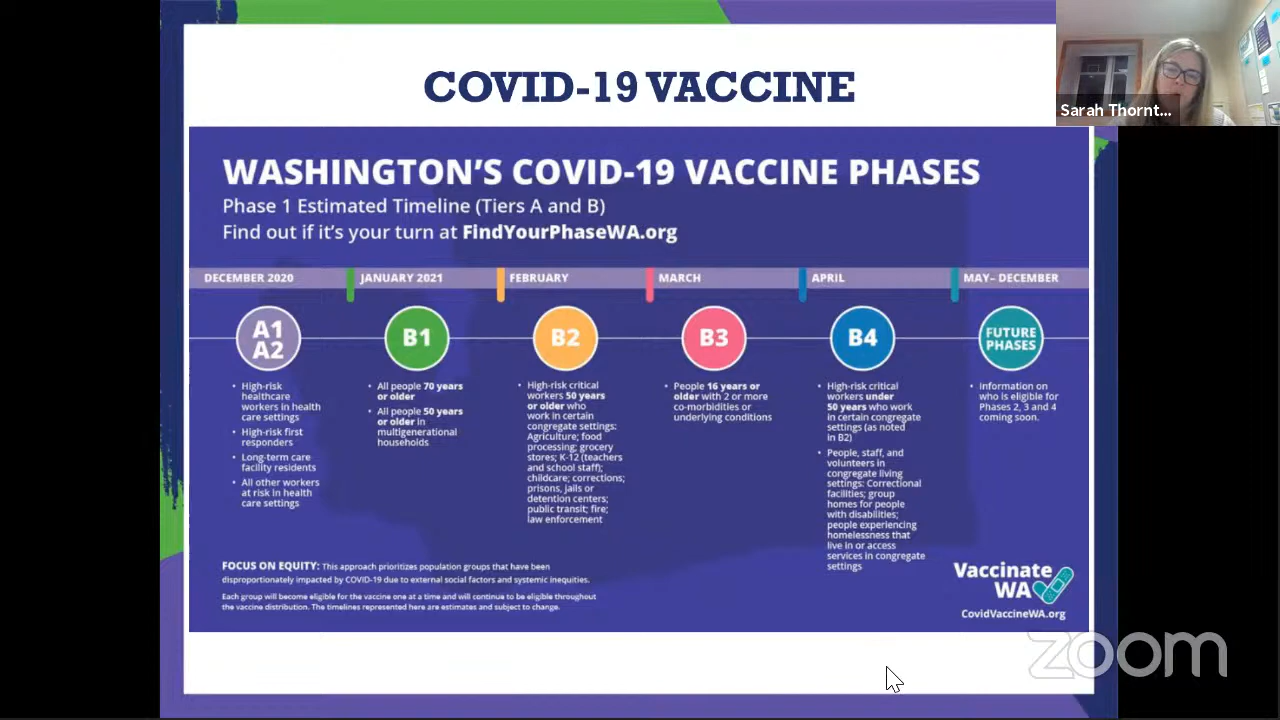 COVID-19 VACCINE
Sarah Thornt...
WASHINGTON'S COVID-19 VACCINE PHASES
Phase 1 Estimated Timeline (Tiers A and B)
Find out if it's your turn at FindYourPhaseWA.org
DECEMBER 2020
JANUARY 2021
FEBRUARY
MARCH
APRIL
MAY– DECEMBER
A1
A2
B1
B2
B3
B4
FUTURE
PHASES
• High-risk
healthcare
workers in health
care settings
• High-risk first
responders
• Long-term care
facility residents
• All other workers
at risk in health
care settings
• All people 70 years
or older
• All people 50 years
or older in
multigenerational
households
• High-risk critical
workers 50 years
or older who
work in certain
congregate settings:
Agriculture; food
processing; grocery
stores; K-12 (teachers
and school staff);
childcare; corrections;
prisons, jails or
detention centers;
public transit; fire;
law enforcement
• People 16 years or
older with 2 or more
co-morbidities or
underlying conditions
• High-risk critical
workers under
50 years who work
in certain congregate
settings (as noted
in B2)
• People, staff, and
volunteers in
congregate living
settings: Correctional
facilities; group
homes for people
with disabilities;
people experiencing
homelessness that
live in or access
services in congregate
settings
• Information on
who is eligible for
Phases 2, 3 and 4
coming soon.
FOCUS ON EQUITY: This approach prioritizes population groups that have been
disproportionately impacted by COVID-19 due to external social factors and systemic inequities.
Each group will become eligible for the vaccine one at a time and will continue to be eligible throughout
the vaccine distribution. The timelines represented here are estimates and subject to change.
Vaccinate
WA
CovidVaccineWA.org
zoom